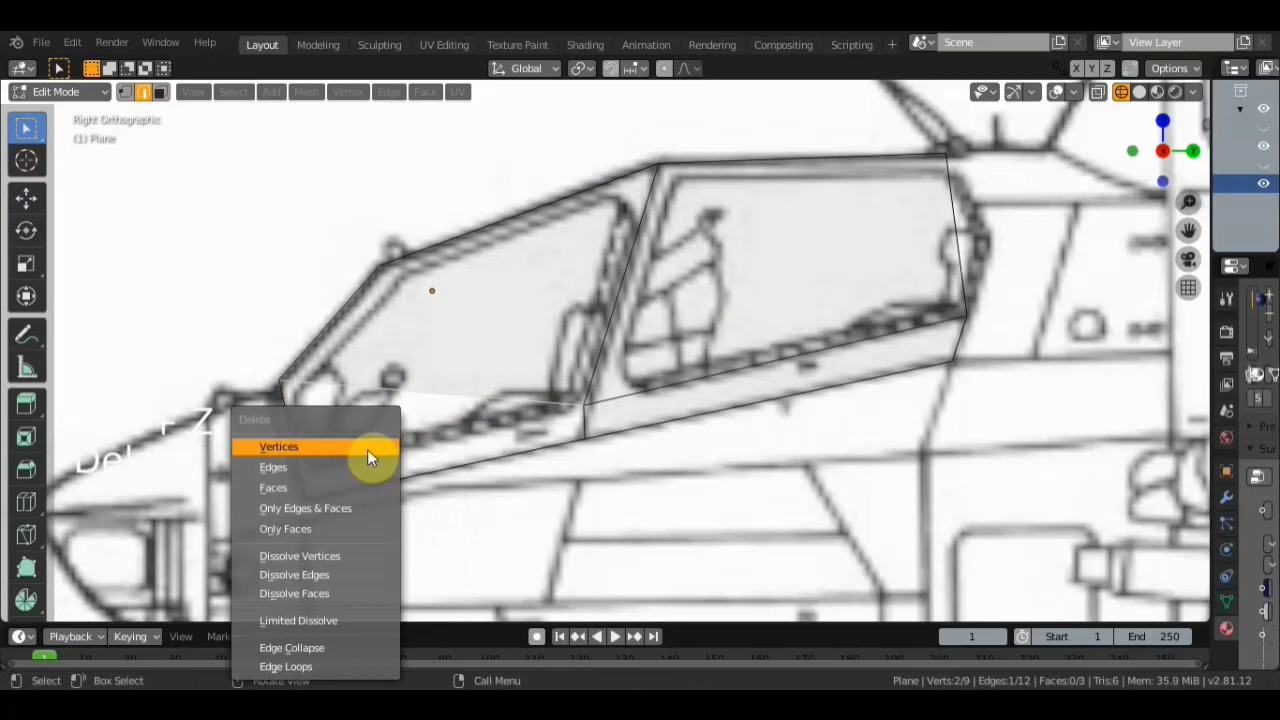 File Edit Render Window Help Layout Modeling Sculpting UV Editing Texture Paint Shading Animation Rendering Compositing Scripting + Scene View Layer
Global X Y Z Options
Edit Mode View Select Add Mesh Vertex Edge Face UV
Right Orthographic
(1) Plane
Delete
Vertices
Edges
Faces
Only Edges & Faces
Only Faces
Dissolve Vertices
Dissolve Edges
Dissolve Faces
Limited Dissolve
Edge Collapse
Edge Loops
Playback Keying View 1 Start 1 End 250
1
Select Box Select Rotate View Call Menu Plane | Verts:2/9 | Edges:1/12 | Faces:0/3 | Tris:6 | Mem: 35.9 MiB | v2.81.12